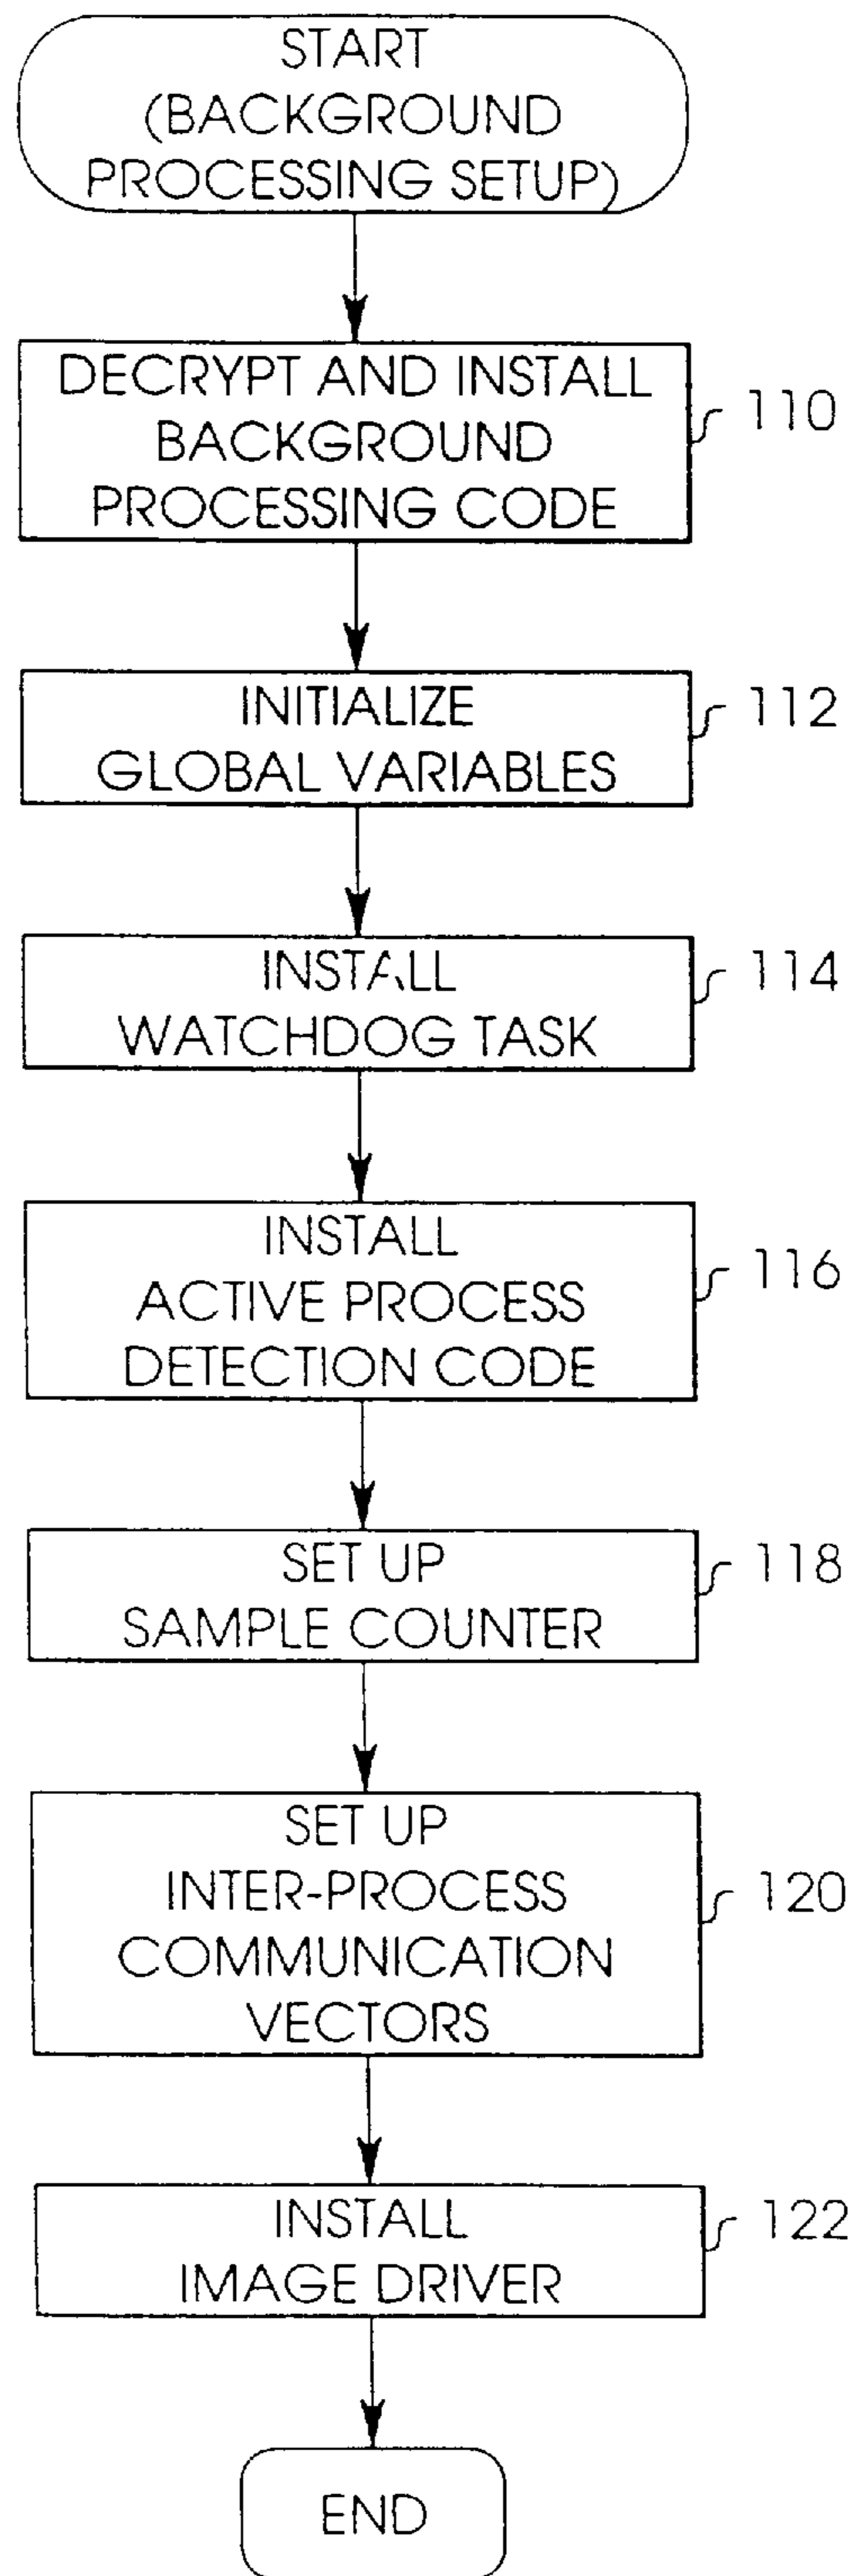 START
(BACKGROUND
PROCESSING SETUP)
DECRYPT AND INSTALL
BACKGROUND
PROCESSING CODE
110
INITIALIZE
GLOBAL VARIABLES
112
INSTALL
WATCHDOG TASK
114
INSTALL
ACTIVE PROCESS
DETECTION CODE
116
SET UP
SAMPLE COUNTER
118
SET UP
INTER-PROCESS
COMMUNICATION
VECTORS
120
INSTALL
IMAGE DRIVER
122
END